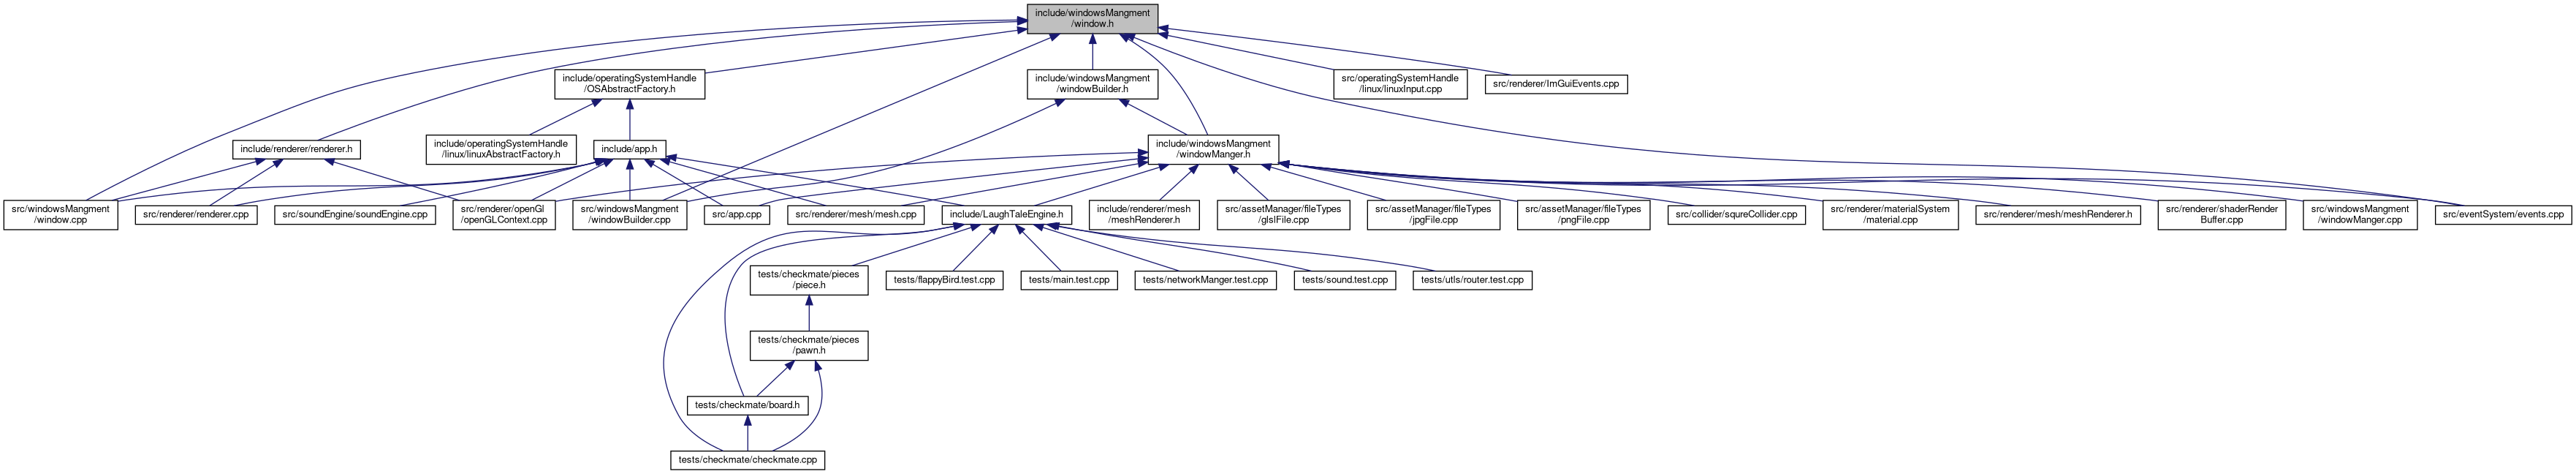 include/windowsMangment
/window.h
include/operatingSystemHandle
/OSAbstractFactory.h
include/windowsMangment
/windowBuilder.h
src/operatingSystemHandle
/linux/linuxInput.cpp
src/renderer/ImGuiEvents.cpp
include/renderer/renderer.h
include/operatingSystemHandle
/linux/linuxAbstractFactory.h
include/app.h
include/windowsMangment
/windowManger.h
src/windowsMangment
/window.cpp
src/renderer/renderer.cpp
src/soundEngine/soundEngine.cpp
src/renderer/openGl
/openGLContext.cpp
src/windowsMangment
/windowBuilder.cpp
src/app.cpp
src/renderer/mesh/mesh.cpp
include/LaughTaleEngine.h
include/renderer/mesh
/meshRenderer.h
src/assetManager/fileTypes
/glslFile.cpp
src/assetManager/fileTypes
/jpgFile.cpp
src/assetManager/fileTypes
/pngFile.cpp
src/collider/squreCollider.cpp
src/renderer/materialSystem
/material.cpp
src/renderer/mesh/meshRenderer.h
src/renderer/shaderRender
Buffer.cpp
src/windowsMangment
/windowManger.cpp
src/eventSystem/events.cpp
tests/checkmate/pieces
/piece.h
tests/flappyBird.test.cpp
tests/main.test.cpp
tests/networkManger.test.cpp
tests/sound.test.cpp
tests/utls/router.test.cpp
tests/checkmate/pieces
/pawn.h
tests/checkmate/board.h
tests/checkmate/checkmate.cpp